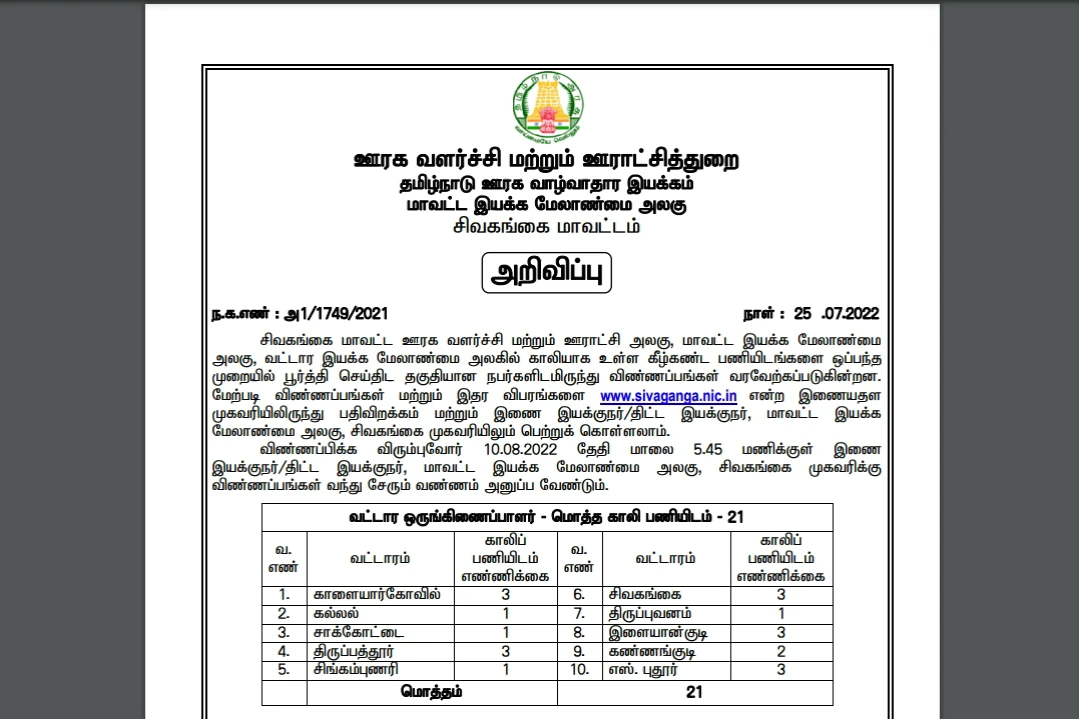 தமிழ்நாடு அரசு
வாய்மையே வெல்லும்
ஊரக வளர்ச்சி மற்றும் ஊராட்சித்துறை
தமிழ்நாடு ஊரக வாழ்வாதார இயக்கம்
மாவட்ட இயக்க மேலாண்மை அலகு
சிவகங்கை மாவட்டம்
அறிவிப்பு
ந.க.எண் : அ1/1749/2021 நாள் : 25 .07.2022
சிவகங்கை மாவட்ட ஊரக வளர்ச்சி மற்றும் ஊராட்சி அலகு, மாவட்ட இயக்க மேலாண்மை
அலகு, வட்டார இயக்க மேலாண்மை அலகில் காலியாக உள்ள கீழ்கண்ட பணியிடங்களை ஒப்பந்த
முறையில் பூர்த்தி செய்திட தகுதியான நபர்களிடமிருந்து விண்ணப்பங்கள் வரவேற்கப்படுகின்றன.
மேற்படி விண்ணப்பங்கள் மற்றும் இதர விபரங்களை www.sivaganga.nic.in என்ற இணையதள
முகவரியிலிருந்து பதிவிறக்கம் மற்றும் இணை இயக்குநர்/திட்ட இயக்குநர், மாவட்ட இயக்க
மேலாண்மை அலகு, சிவகங்கை முகவரியிலும் பெற்றுக் கொள்ளலாம்.
விண்ணப்பிக்க விரும்புவோர் 10.08.2022 தேதி மாலை 5.45 மணிக்குள் இணை
இயக்குநர்/திட்ட இயக்குநர், மாவட்ட இயக்க மேலாண்மை அலகு, சிவகங்கை முகவரிக்கு
விண்ணப்பங்கள் வந்து சேரும் வண்ணம் அனுப்ப வேண்டும்.
வட்டார ஒருங்கிணைப்பாளர் - மொத்த காலி பணியிடம் - 21
வ. எண் வட்டாரம் காலிப் பணியிடம் எண்ணிக்கை வ. எண் வட்டாரம் காலிப் பணியிடம் எண்ணிக்கை
1. காளையார்கோவில் 3 6. சிவகங்கை 3
2. கல்லல் 1 7. திருப்புவனம் 1
3. சாக்கோட்டை 1 8. இளையான்குடி 3
4. திருப்பத்தூர் 3 9. கண்ணங்குடி 2
5. சிங்கம்புணரி 1 10. எஸ். புதூர் 3
மொத்தம் 21